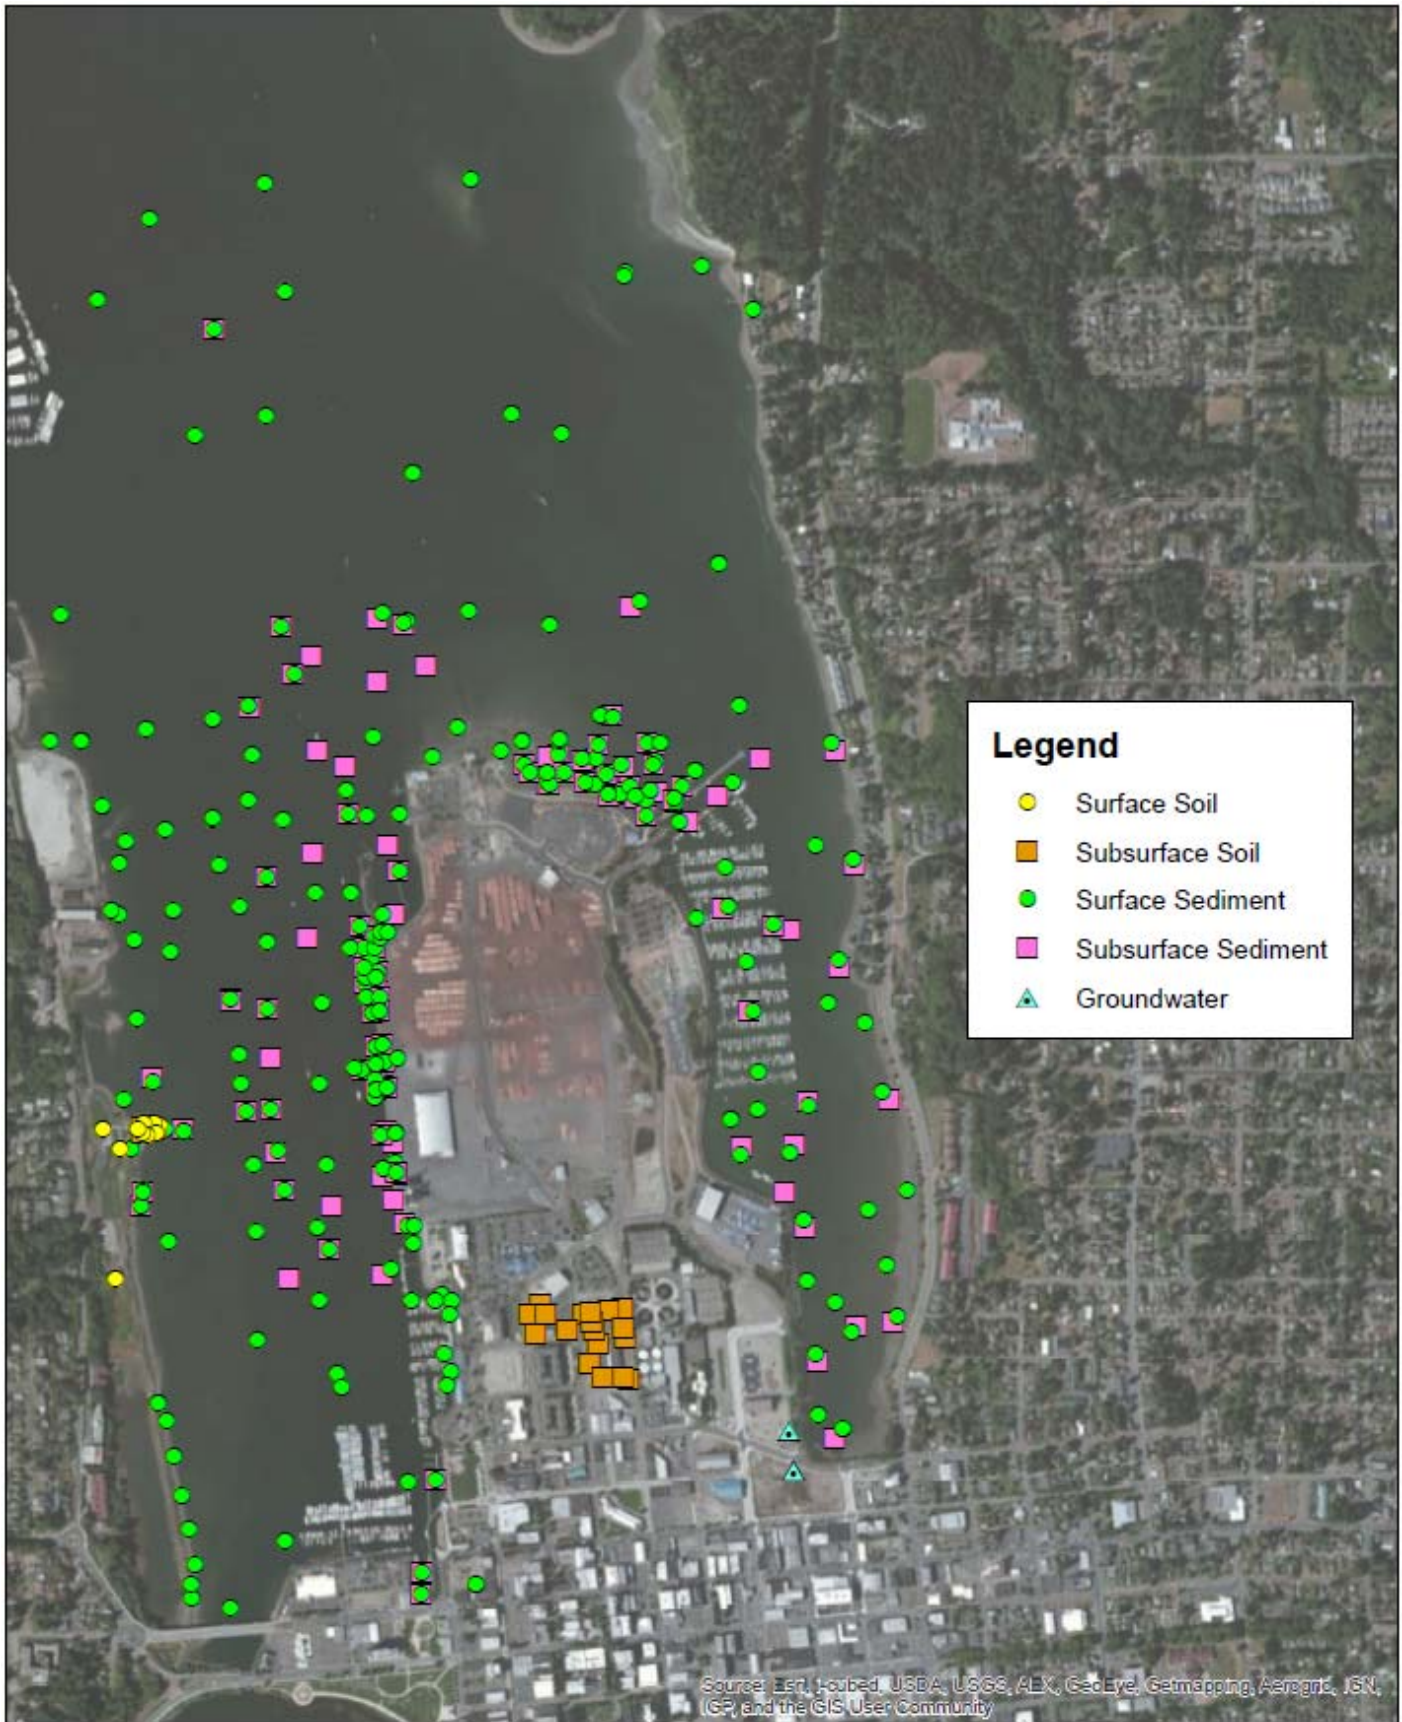 Legend
Surface Soil
Subsurface Soil
Surface Sediment
Subsurface Sediment
Groundwater
Source: Esri, i-cubed, USDA, USGS, AEX, GeoEye, Getmapping, Aerogrid, IGN,
IGP, and the GIS User Community